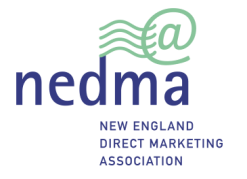 @
nedma
NEW ENGLAND
DIRECT MARKETING
ASSOCIATION